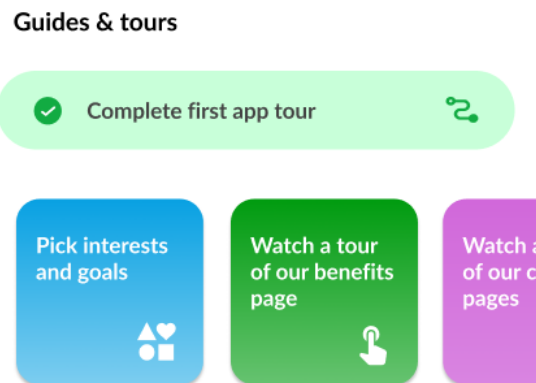 Guides & tours
Complete first app tour
Pick interests
and goals
Watch a tour
of our benefits
page
Watch
of our
pages